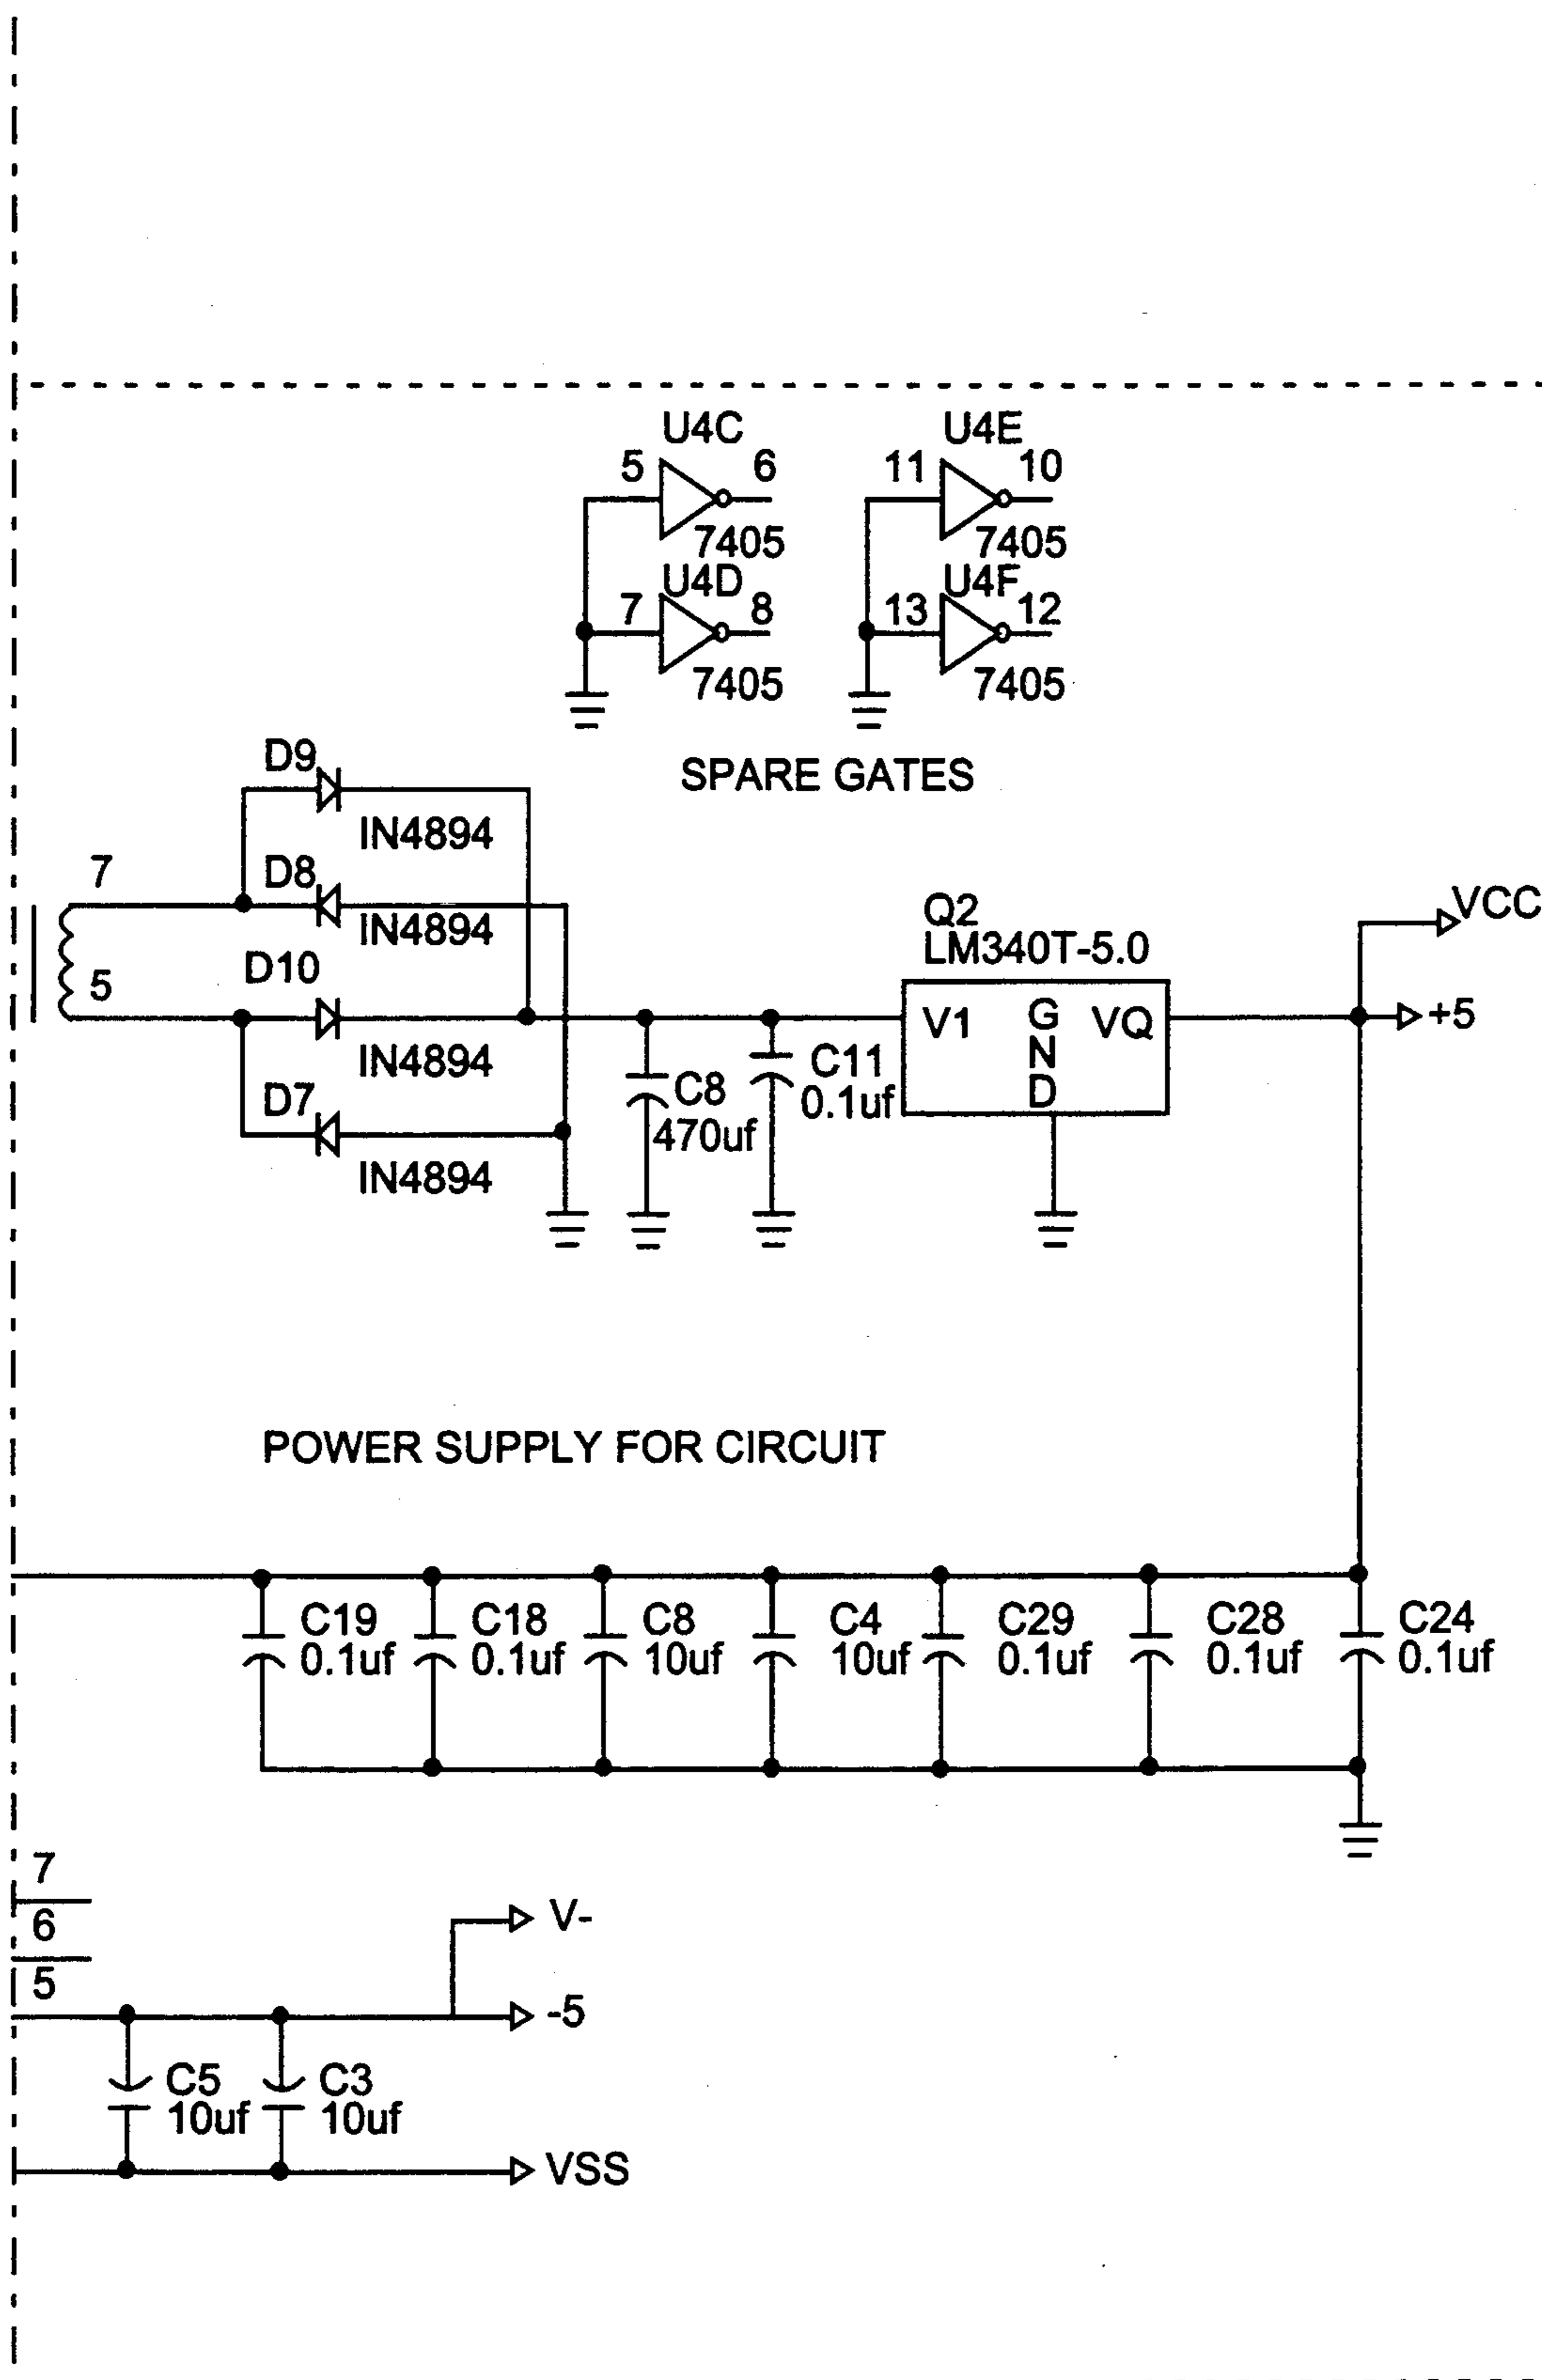 U4C
5
6
7405
U4D
7
8
7405
U4E
11
10
7405
U4F
13
12
7405
SPARE GATES
D9
IN4894
7
D8
IN4894
5
D10
IN4894
D7
IN4894
C8
470uf
C11
0.1uf
Q2
LM340T-5.0
V1
GND
VQ
VCC
+5
POWER SUPPLY FOR CIRCUIT
C19
0.1uf
C18
0.1uf
C8
10uf
C4
10uf
C29
0.1uf
C28
0.1uf
C24
0.1uf
7
6
5
V-
-5
C5
10uf
C3
10uf
VSS